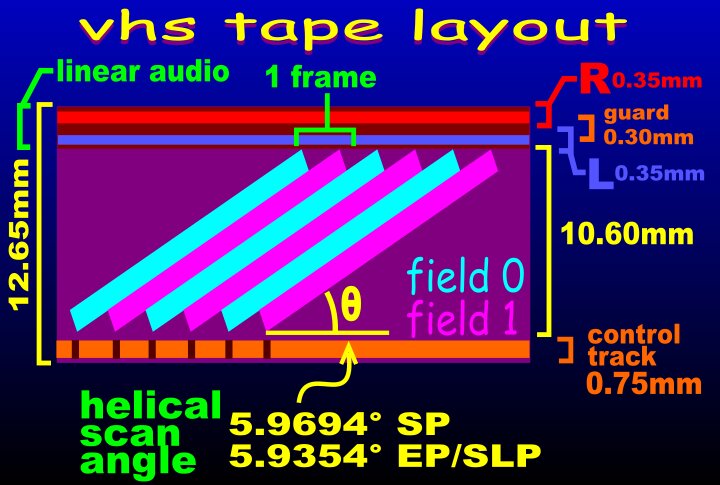 vhs tape layout
linear audio
1 frame
R 0.35mm
guard
0.30mm
L 0.35mm
12.65mm
10.60mm
field 0
field 1
θ
control
track
0.75mm
helical
scan
angle
5.9694° SP
5.9354° EP/SLP